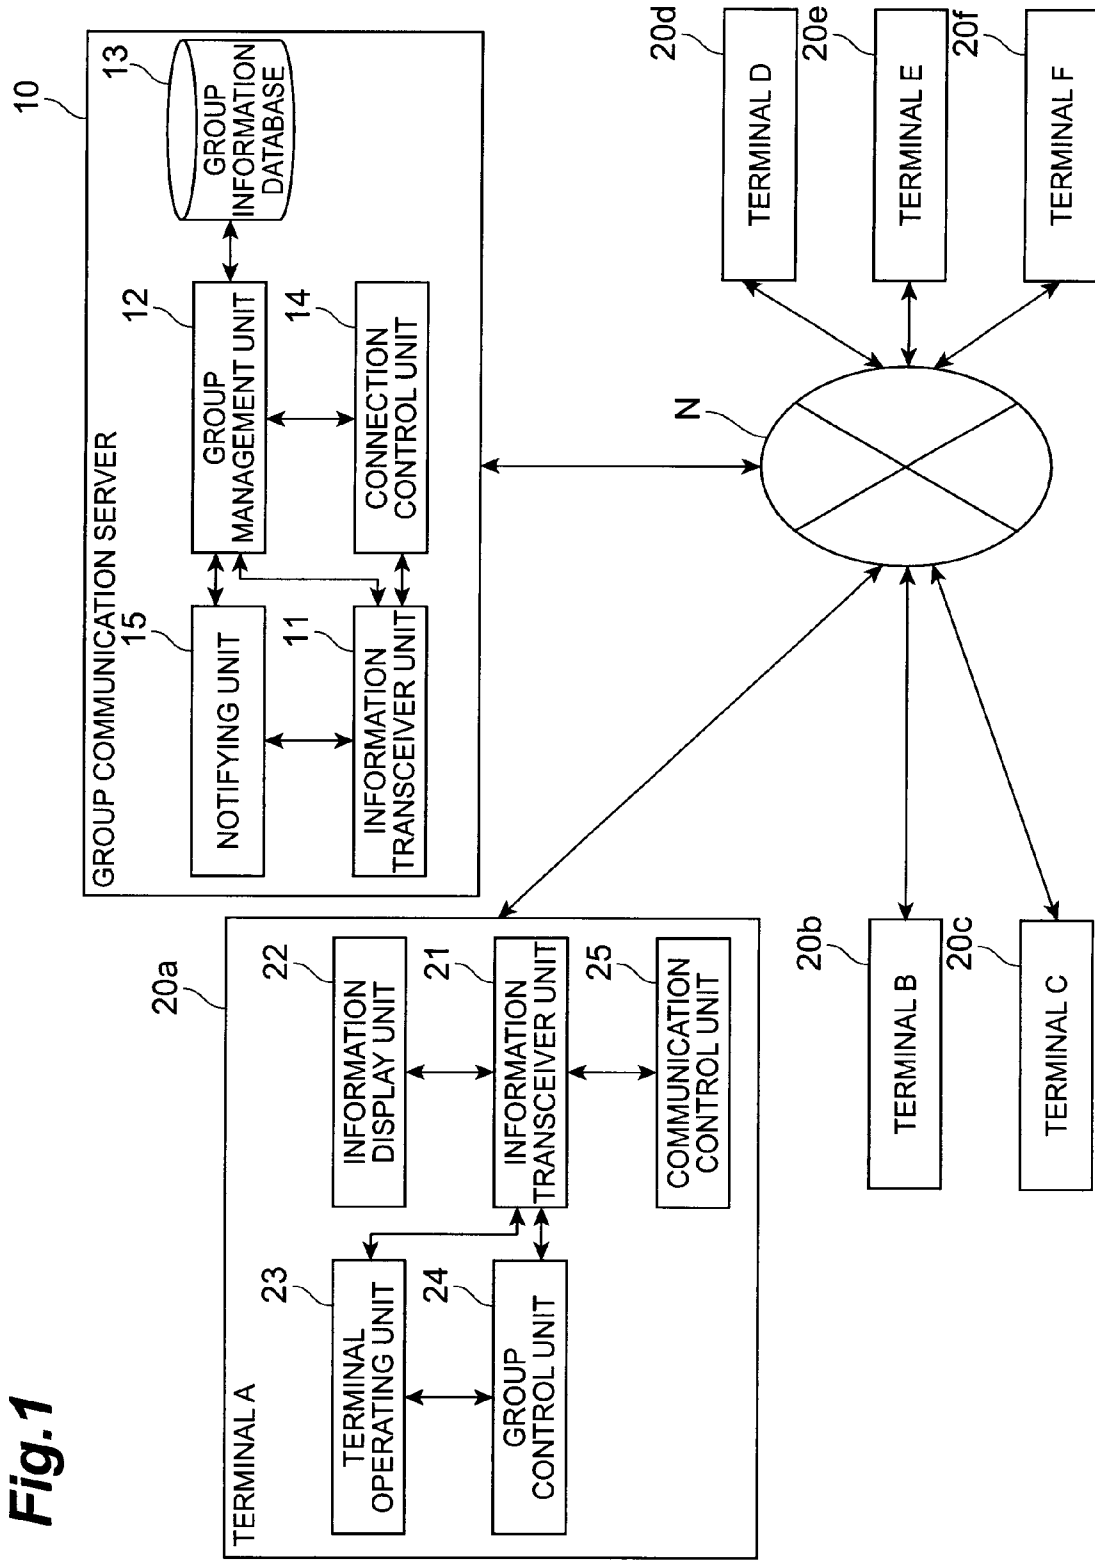 Fig.1
TERMINAL A
20a
TERMINAL
OPERATING UNIT
23
INFORMATION
DISPLAY UNIT
22
GROUP
CONTROL UNIT
24
INFORMATION
TRANSCEIVER UNIT
21
COMMUNICATION
CONTROL UNIT
25
GROUP COMMUNICATION SERVER
10
NOTIFYING UNIT
15
GROUP
MANAGEMENT UNIT
12
GROUP
INFORMATION
DATABASE
13
INFORMATION
TRANSCEIVER UNIT
11
CONNECTION
CONTROL UNIT
14
N
TERMINAL B
20b
TERMINAL C
20c
TERMINAL D
20d
TERMINAL E
20e
TERMINAL F
20f